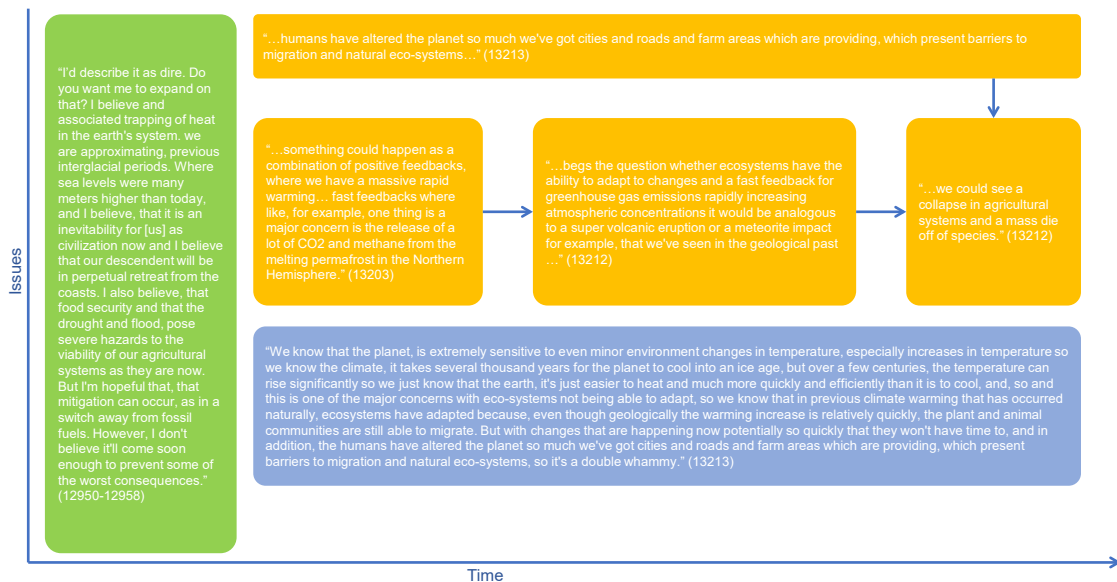 Issues
“I’d describe it as dire. Do
you want me to expand on
that? I believe and
associated trapping of heat
in the earth's system. we
are approximating, previous
interglacial periods. Where
sea levels were many
meters higher than today,
and I believe, that it is an
inevitability for [us] as
civilization now and I believe
that our descendent will be
in perpetual retreat from the
coasts. I also believe, that
food security and that the
drought and flood, pose
severe hazards to the
viability of our agricultural
systems as they are now.
But I'm hopeful that, that
mitigation can occur, as in a
switch away from fossil
fuels. However, I don't
believe it'll come soon
enough to prevent some of
the worst consequences.”
(12950-12958)
“…humans have altered the planet so much we've got cities and roads and farm areas which are providing, which present barriers to
migration and natural eco-systems…” (13213)
“…something could happen as a
combination of positive feedbacks,
where we have a massive rapid
warming… fast feedbacks where
like, for example, one thing is a
major concern is the release of a
lot of CO2 and methane from the
melting permafrost in the Northern
Hemisphere.” (13203)
“…begs the question whether ecosystems have the
ability to adapt to changes and a fast feedback for
greenhouse gas emissions rapidly increasing
atmospheric concentrations it would be analogous
to a super volcanic eruption or a meteorite impact
for example, that we've seen in the geological past
…” (13212)
“…we could see a
collapse in agricultural
systems and a mass die
off of species.” (13212)
“We know that the planet, is extremely sensitive to even minor environment changes in temperature, especially increases in temperature so
we know the climate, it takes several thousand years for the planet to cool into an ice age, but over a few centuries, the temperature can
rise significantly so we just know that the earth, it's just easier to heat and much more quickly and efficiently than it is to cool, and, so and
this is one of the major concerns with eco-systems not being able to adapt, so we know that in previous climate warming that has occurred
naturally, ecosystems have adapted because, even though geologically the warming increase is relatively quickly, the plant and animal
communities are still able to migrate. But with changes that are happening now potentially so quickly that they won't have time to, and in
addition, the humans have altered the planet so much we've got cities and roads and farm areas which are providing, which present
barriers to migration and natural eco-systems, so it's a double whammy.” (13213)
Time